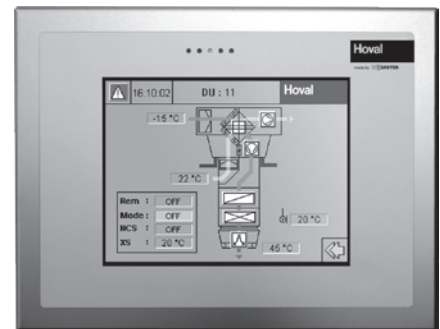 Hoval
16:10:02 DU : 11 Hoval
-15 °C
22 °C
Rem : OFF
Mode : OFF
NCS : OFF
XS : 20 °C
20 °C
45 °C